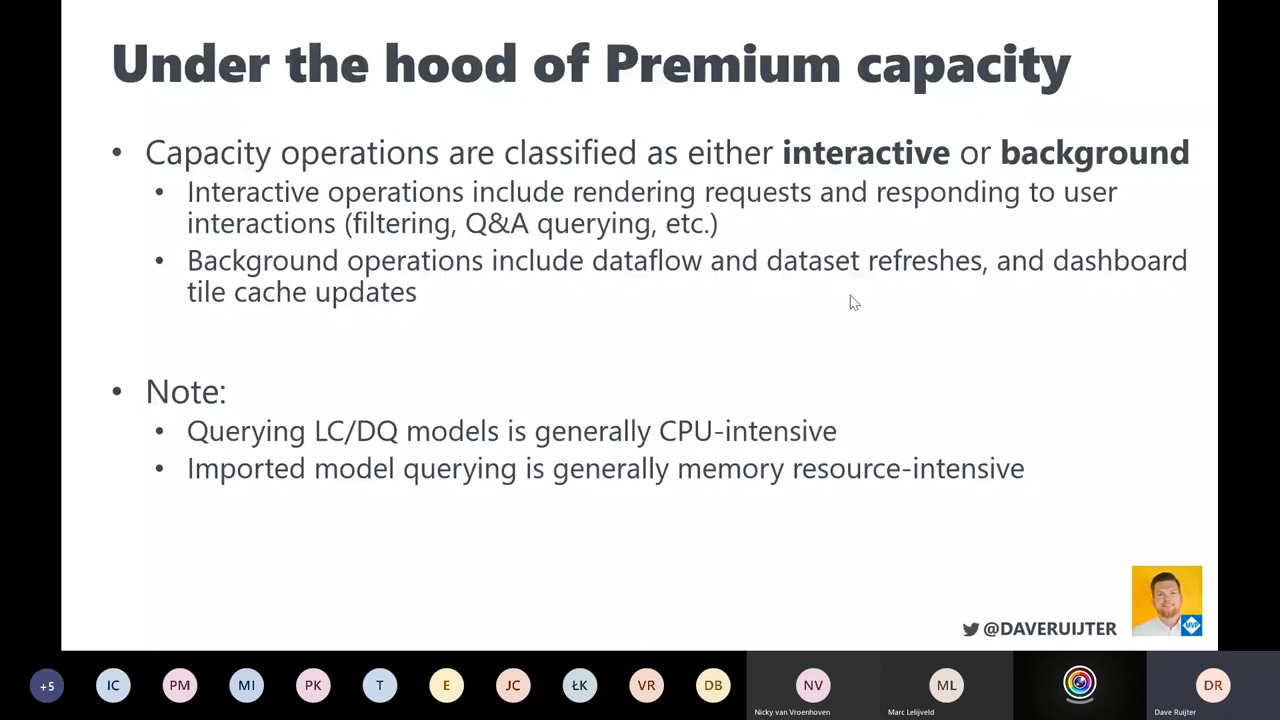 Under the hood of Premium capacity
• Capacity operations are classified as either interactive or background
• Interactive operations include rendering requests and responding to user
interactions (filtering, Q&A querying, etc.)
• Background operations include dataflow and dataset refreshes, and dashboard
tile cache updates
• Note:
• Querying LC/DQ models is generally CPU-intensive
• Imported model querying is generally memory resource-intensive
@DAVERUIJTER
MVP
+5 IC PM MI PK T E JC ŁK VR DB NV ML DR
Nicky van Vroenhoven Marc Lelijveld Dave Ruijter